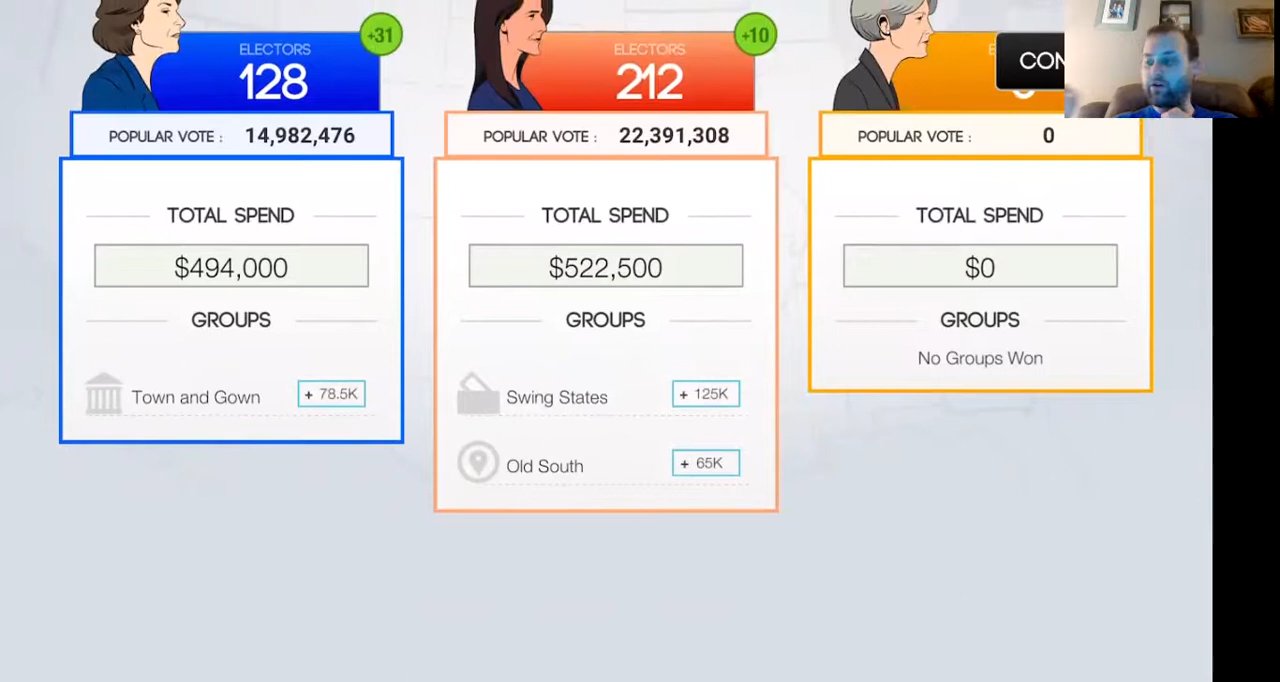 +31
ELECTORS
128
POPULAR VOTE : 14,982,476
TOTAL SPEND
$494,000
GROUPS
Town and Gown + 78.5K
+10
ELECTORS
212
POPULAR VOTE : 22,391,308
TOTAL SPEND
$522,500
GROUPS
Swing States + 125K
Old South + 65K
POPULAR VOTE : 0
TOTAL SPEND
$0
GROUPS
No Groups Won